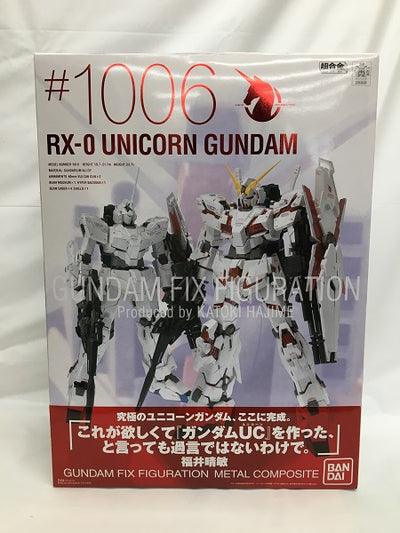 #1006
超合金
RX-0 UNICORN GUNDAM
GUNDAM FIX FIGURATION
Produced by KATOKI HAJIME
究極のユニコーンガンダム、ここに完成。
「これが欲しくて『ガンダムUC』を作った、
と言っても過言ではないわけで。」
福井晴敏
GUNDAM FIX FIGURATION METAL COMPOSITE
BAN
DAI